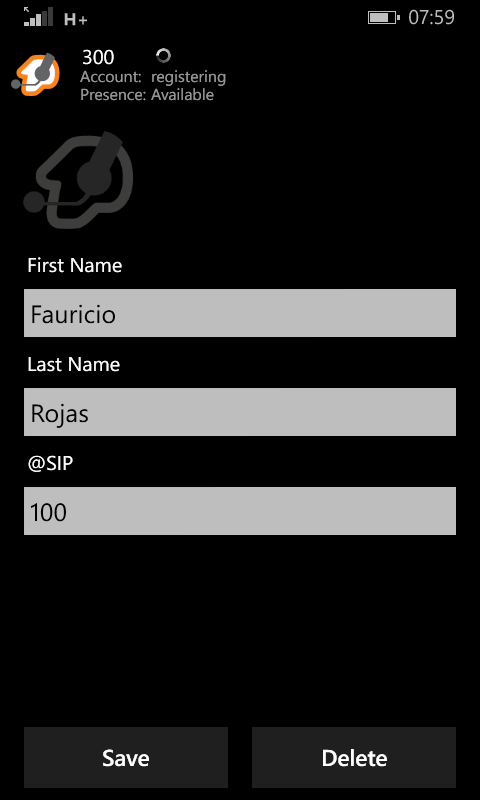 H+ 07:59
300
Account: registering
Presence: Available
First Name
Fauricio
Last Name
Rojas
@SIP
100
Save Delete